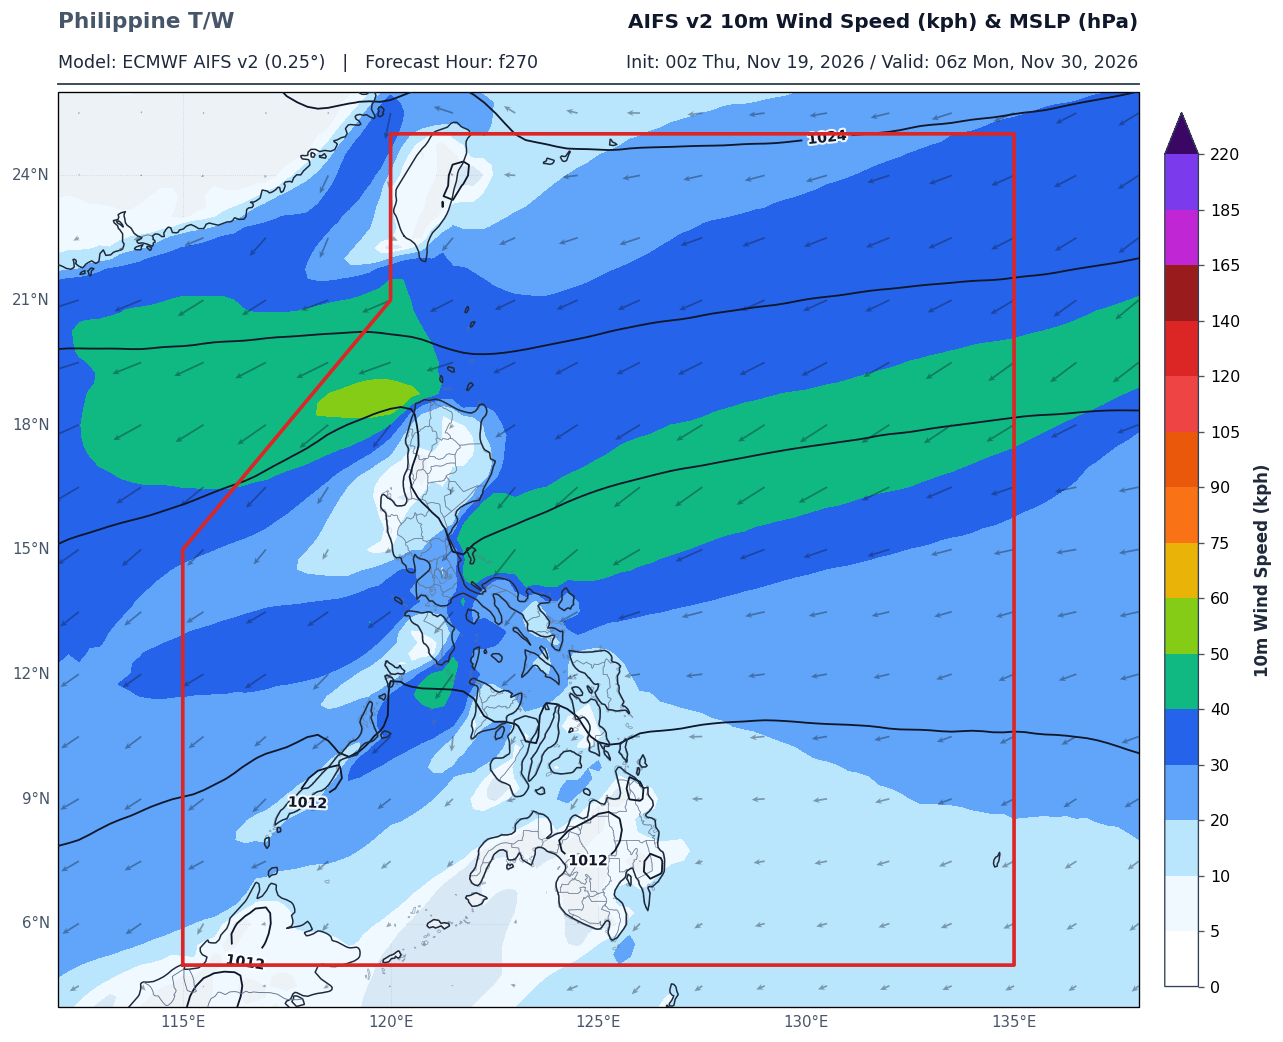 Philippine T/W
AIFS v2 10m Wind Speed (kph) & MSLP (hPa)
Model: ECMWF AIFS v2 (0.25°) | Forecast Hour: f270
Init: 00z Thu, Nov 19, 2026 / Valid: 06z Mon, Nov 30, 2026
1024
1012
1012
1012
24°N
21°N
18°N
15°N
12°N
9°N
6°N
115°E
120°E
125°E
130°E
135°E
220
185
165
140
120
105
90
75
60
50
40
30
20
10
5
0
10m Wind Speed (kph)